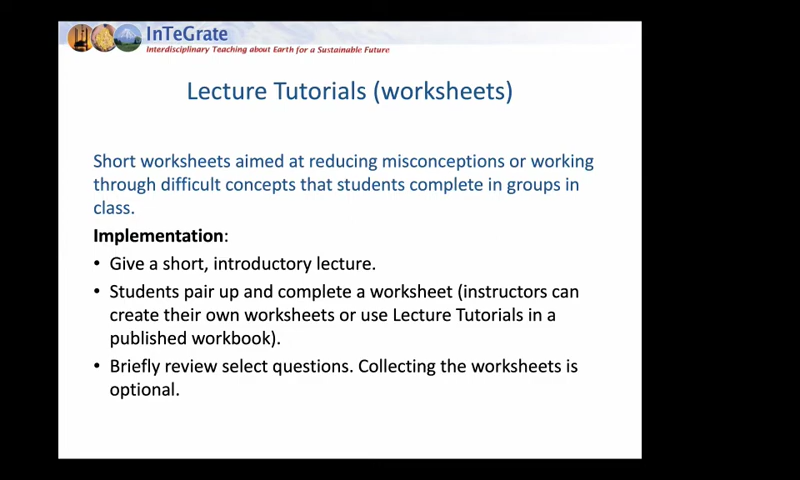 InTeGrate
Interdisciplinary Teaching about Earth for a Sustainable Future
Lecture Tutorials (worksheets)
Short worksheets aimed at reducing misconceptions or working
through difficult concepts that students complete in groups in
class.
Implementation:
• Give a short, introductory lecture.
• Students pair up and complete a worksheet (instructors can
create their own worksheets or use Lecture Tutorials in a
published workbook).
• Briefly review select questions. Collecting the worksheets is
optional.